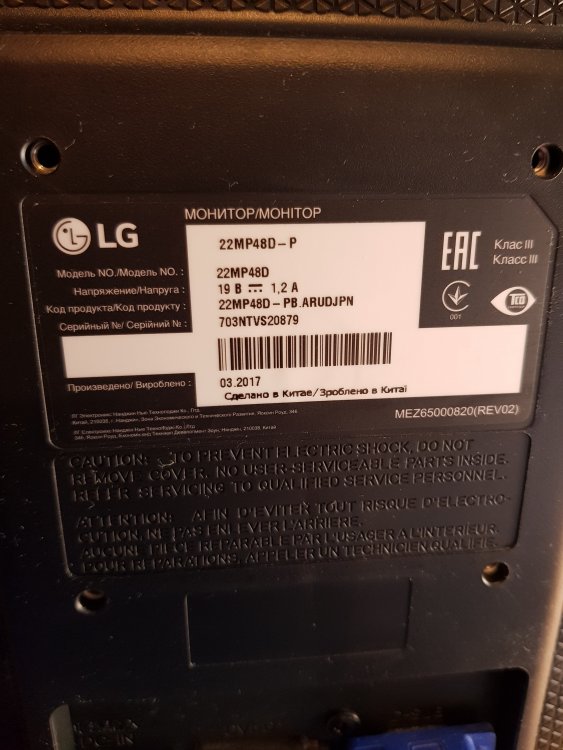 МОНИТОР/МОНІТОР
LG
22MP48D-P
EAC
Клас III
Класс III
Модель NO./Модель NO. : 22MP48D
Напряжение/Напруга : 19 В ⎓ 1,2 A
Код продукта/Код продукту : 22MP48D-PB.ARUDJPN
Серийный №/ Серійний № : 703NTVS20879
001
TCO
Произведено/Вироблено : 03.2017
Сделано в Китае/Зроблено в Китаї
MEZ65000820(REV02)
CAUTION: TO PREVENT ELECTRIC SHOCK, DO NOT
REMOVE COVER. NO USER-SERVICEABLE PARTS INSIDE.
REFER SERVICING TO QUALIFIED SERVICE PERSONNEL.
ATTENTION: AFIN D'EVITER TOUT RISQUE D'ELECTRO-
CUTION, NE PAS ENLEVER L'ARRIERE.
AUCUNE PIECE REPARABLE PAR L'USAGER A L'INTERIEUR.
POUR REPARATIONS, APPELER UN TECHNICIEN QUALIFIE.